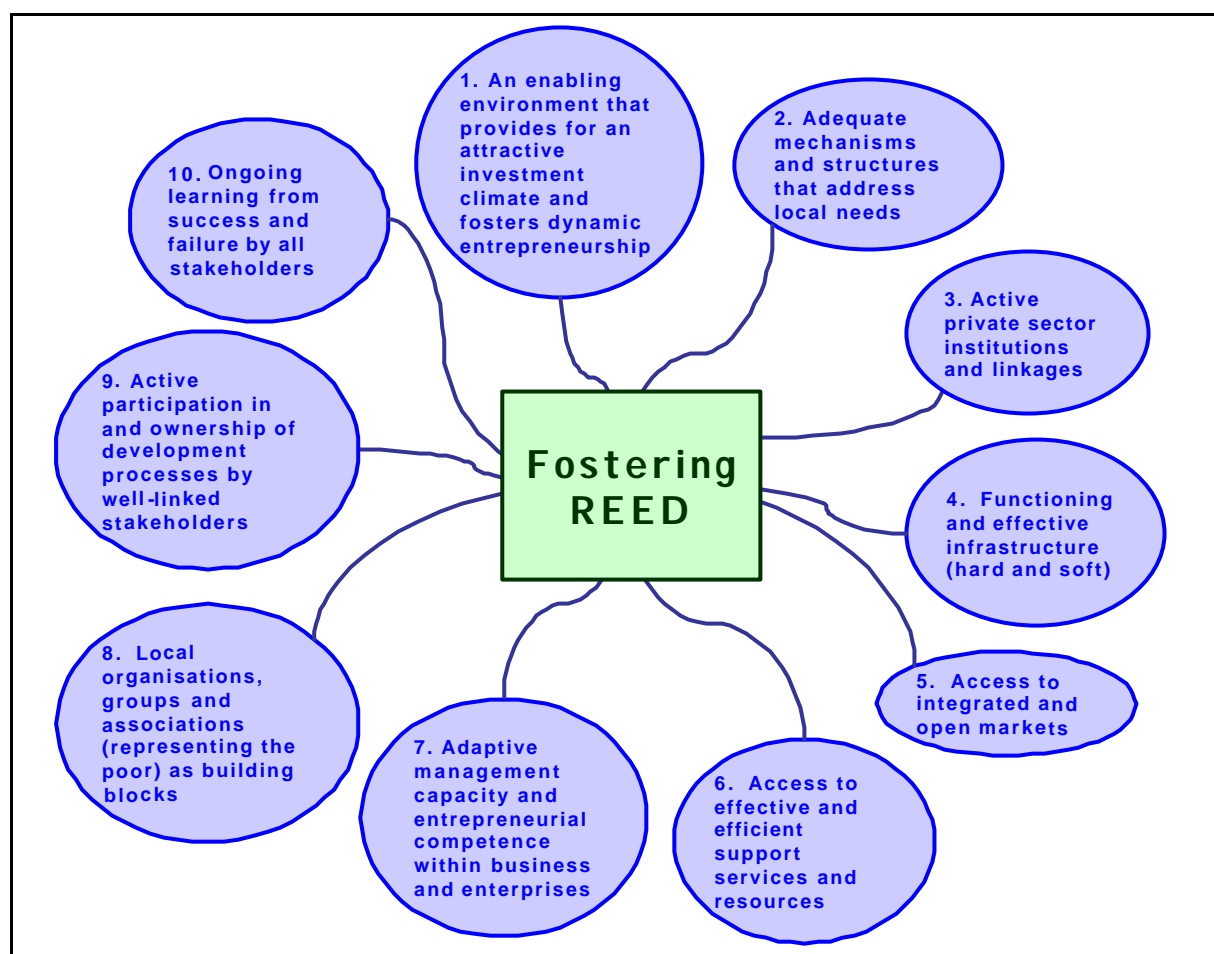 1. An enabling
environment that
provides for an
attractive
investment
climate and
fosters dynamic
entrepreneurship
2. Adequate
mechanisms
and structures
that address
local needs
3. Active
private sector
institutions
and linkages
4. Functioning
and effective
infrastructure
(hard and soft)
5. Access to
integrated and
open markets
6. Access to
effective and
efficient
support
services and
resources
7. Adaptive
management
capacity and
entrepreneurial
competence
within business
and enterprises
8. Local
organisations,
groups and
associations
(representing the
poor) as building
blocks
9. Active
participation in
and ownership of
development
processes by
well-linked
stakeholders
10. Ongoing
learning from
success and
failure by all
stakeholders
Fostering
REED